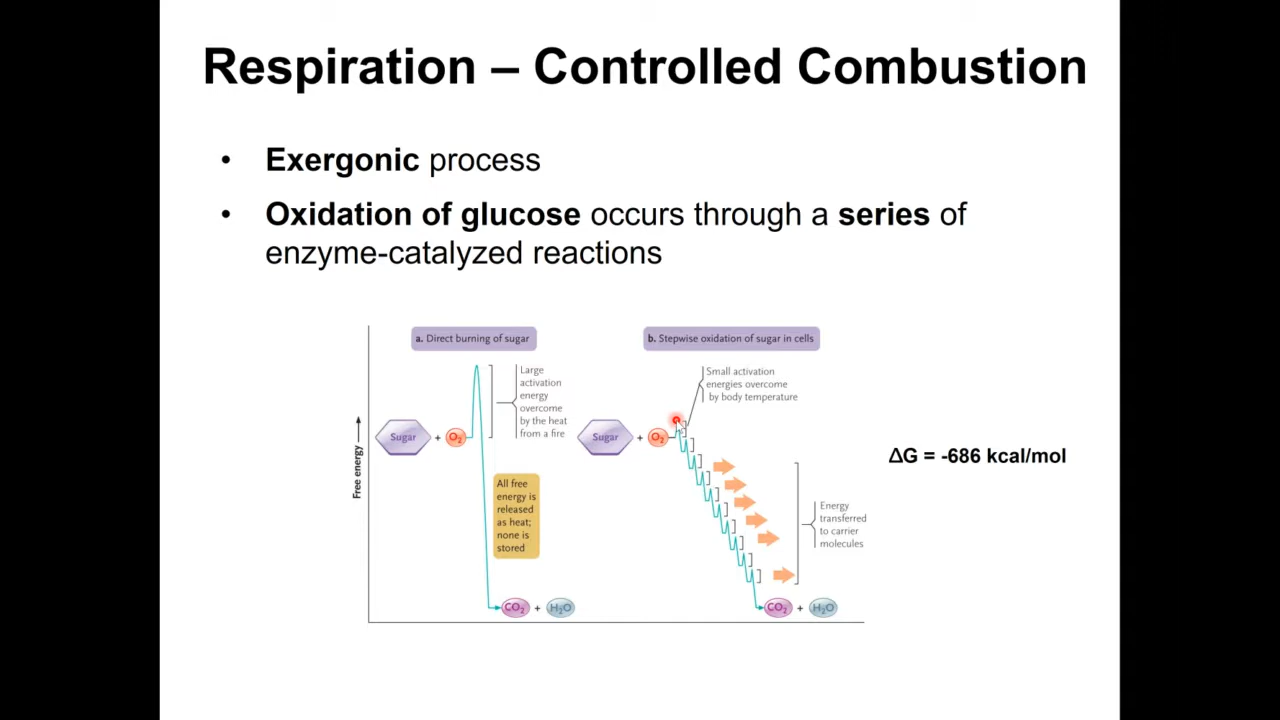 Respiration – Controlled Combustion
• Exergonic process
• Oxidation of glucose occurs through a series of
enzyme-catalyzed reactions
a. Direct burning of sugar
Large
activation
energy
overcome
by the heat
from a fire
Free energy
Sugar + O₂
All free
energy is
released
as heat;
none is
stored
CO₂ + H₂O
b. Stepwise oxidation of sugar in cells
Small activation
energies overcome
by body temperature
Sugar + O₂
Energy
transferred
to carrier
molecules
CO₂ + H₂O
ΔG = -686 kcal/mol